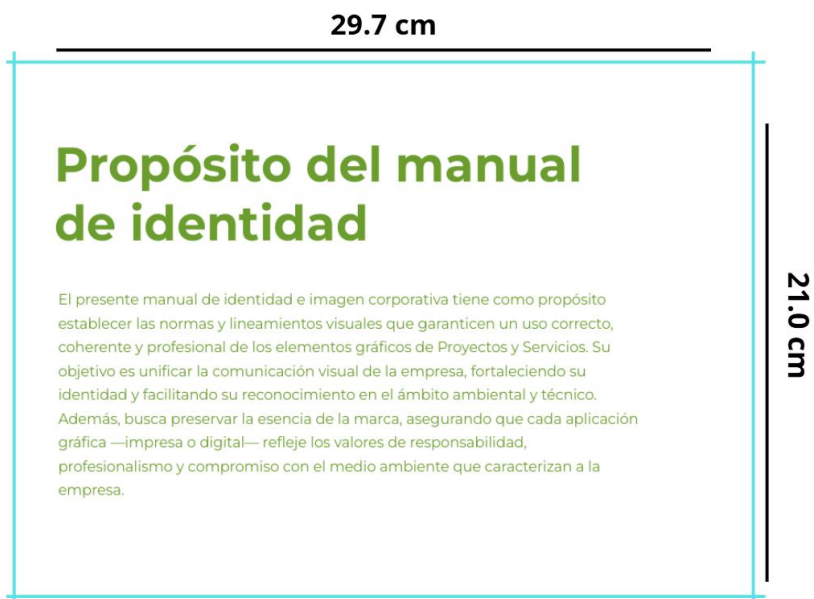 29.7 cm
Propósito del manual
de identidad
El presente manual de identidad e imagen corporativa tiene como propósito
establecer las normas y lineamientos visuales que garanticen un uso correcto,
coherente y profesional de los elementos gráficos de Proyectos y Servicios. Su
objetivo es unificar la comunicación visual de la empresa, fortaleciendo su
identidad y facilitando su reconocimiento en el ámbito ambiental y técnico.
Además, busca preservar la esencia de la marca, asegurando que cada aplicación
gráfica —impresa o digital— refleje los valores de responsabilidad,
profesionalismo y compromiso con el medio ambiente que caracterizan a la
empresa.
21.0 cm